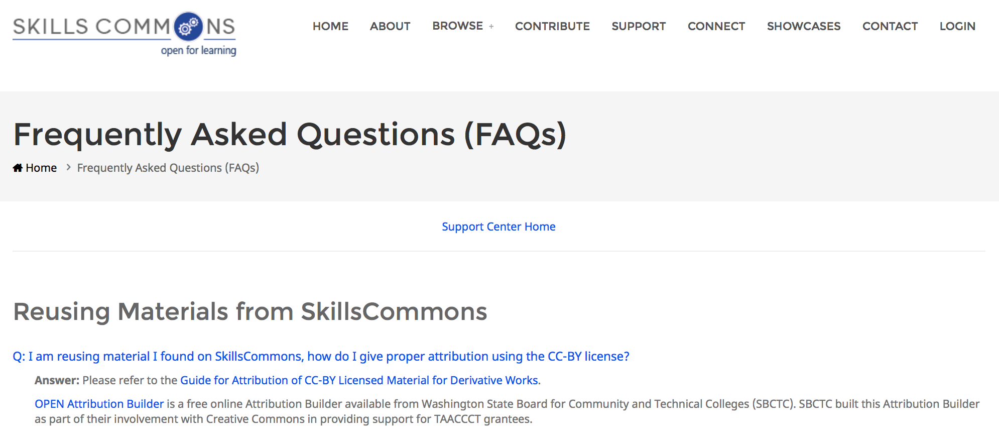 SKILLS COMMONS
open for learning
HOME ABOUT BROWSE + CONTRIBUTE SUPPORT CONNECT SHOWCASES CONTACT LOGIN
Frequently Asked Questions (FAQs)
Home > Frequently Asked Questions (FAQs)
Support Center Home
Reusing Materials from SkillsCommons
Q: I am reusing material I found on SkillsCommons, how do I give proper attribution using the CC-BY license?
Answer: Please refer to the Guide for Attribution of CC-BY Licensed Material for Derivative Works.
OPEN Attribution Builder is a free online Attribution Builder available from Washington State Board for Community and Technical Colleges (SBCTC). SBCTC built this Attribution Builder
as part of their involvement with Creative Commons in providing support for TAACCCT grantees.